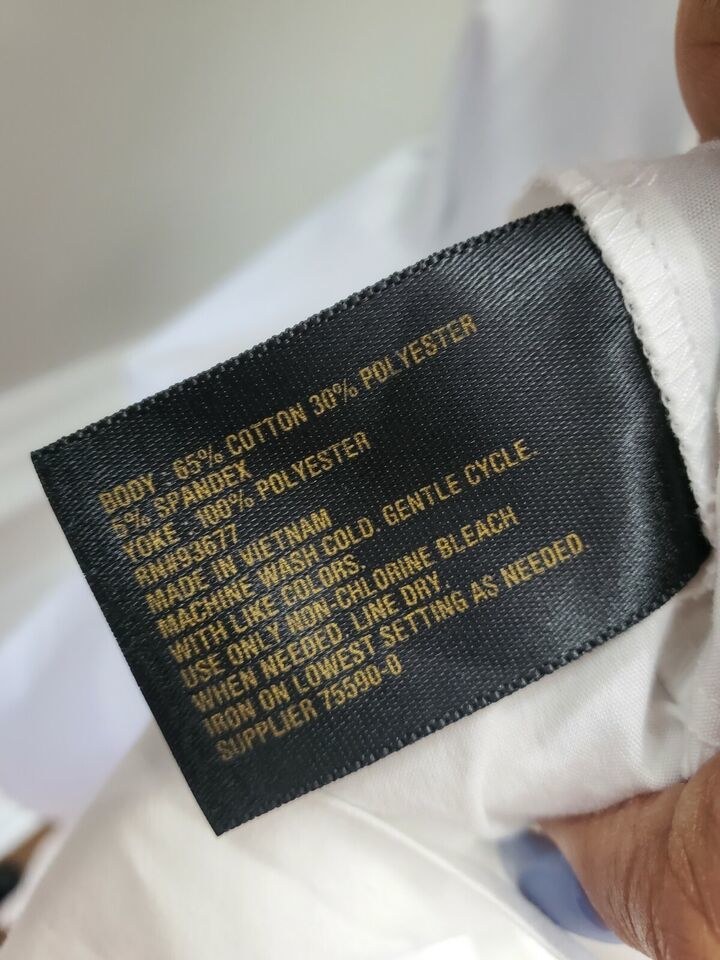 BODY : 65% COTTON 30% POLYESTER
5% SPANDEX
YOKE : 100% POLYESTER
RN#93677
MADE IN VIETNAM
MACHINE WASH COLD, GENTLE CYCLE.
WITH LIKE COLORS.
USE ONLY NON-CHLORINE BLEACH
WHEN NEEDED. LINE DRY.
IRON ON LOWEST SETTING AS NEEDED.
SUPPLIER 75590-0